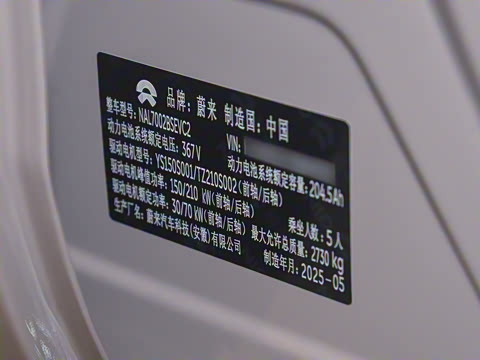 品牌：蔚来 制造国：中国
整车型号：NAL7002BSEVC2 VIN:
动力电池系统额定电压：367V 动力电池系统额定容量：204.5Ah
驱动电机型号：YS150S001/TZ210S002（前轴/后轴）
驱动电机峰值功率：150/210 kW（前轴/后轴） 乘坐人数：5人
驱动电机额定功率：30/70 kW（前轴/后轴） 最大允许总质量：2730 kg
生产厂名：蔚来汽车科技（安徽）有限公司 制造年月：2025-05